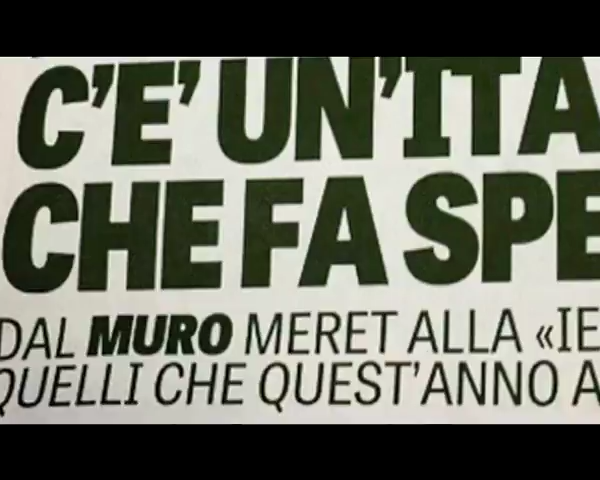 C'E' UN'ITA
CHE FA SPE
DAL MURO MERET ALLA «IE
QUELLI CHE QUEST'ANNO A